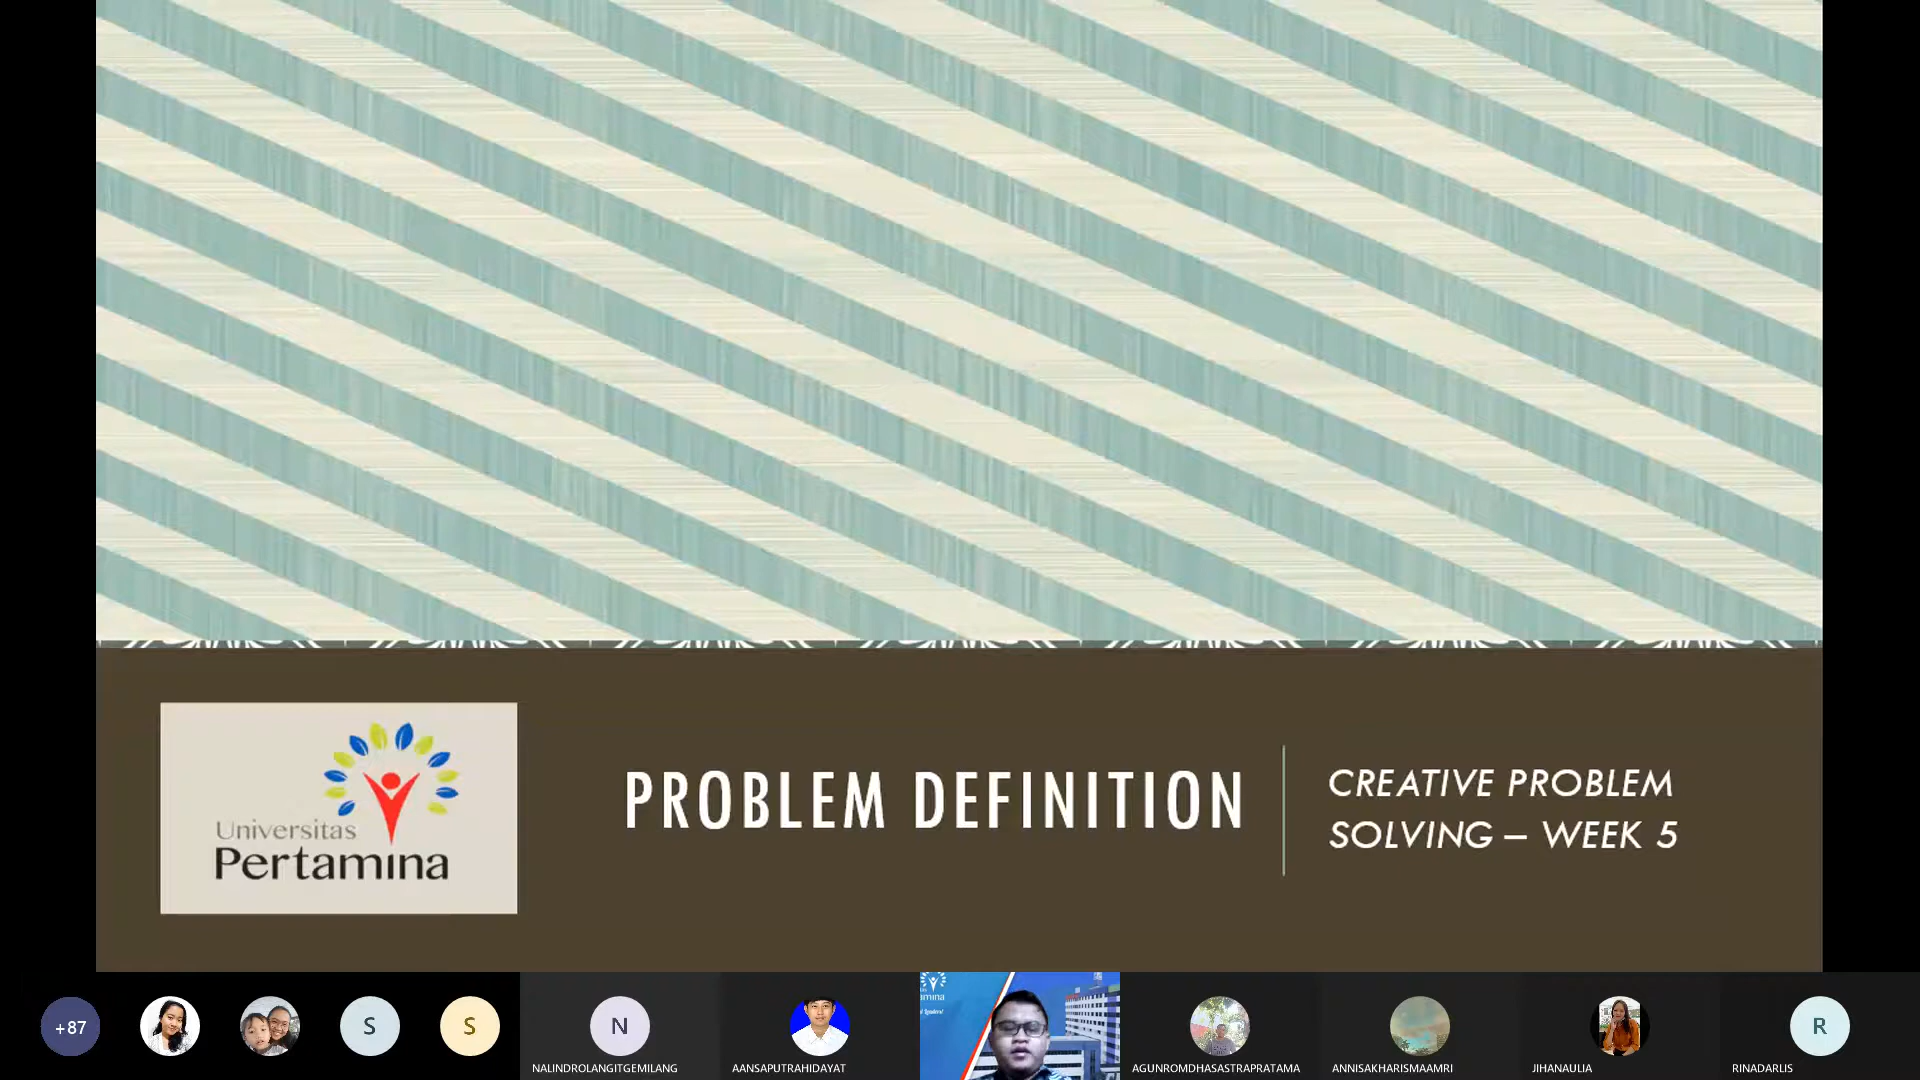 Universitas
Pertamina
PROBLEM DEFINITION
CREATIVE PROBLEM
SOLVING – WEEK 5
+87
S
S
N
NALINDROLANGITGEMILANG
AANSAPUTRAHIDAYAT
AGUNROMDHASASTRAPRATAMA
ANNISAKHARISMAAMRI
JIHANAULIA
R
RINADARLIS